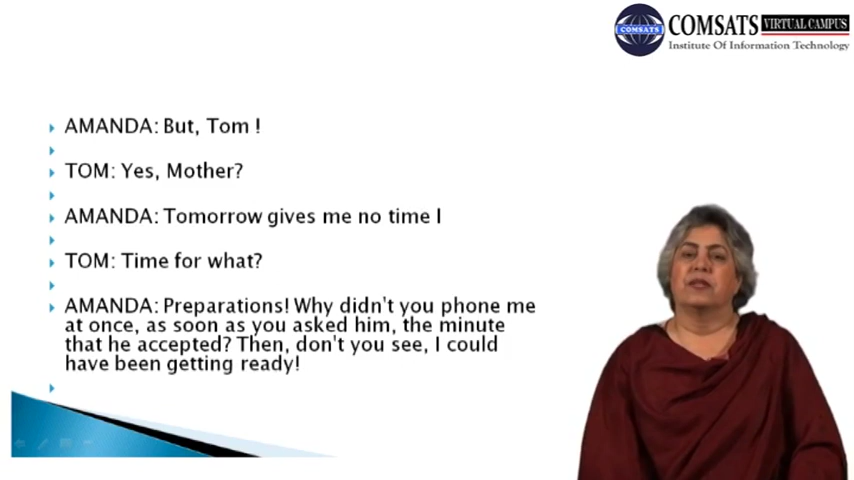 COMSATS
COMSATS VIRTUAL CAMPUS
Institute Of Information Technology
AMANDA: But, Tom !
TOM: Yes, Mother?
AMANDA: Tomorrow gives me no time I
TOM: Time for what?
AMANDA: Preparations! Why didn't you phone me
at once, as soon as you asked him, the minute
that he accepted? Then, don't you see, I could
have been getting ready!